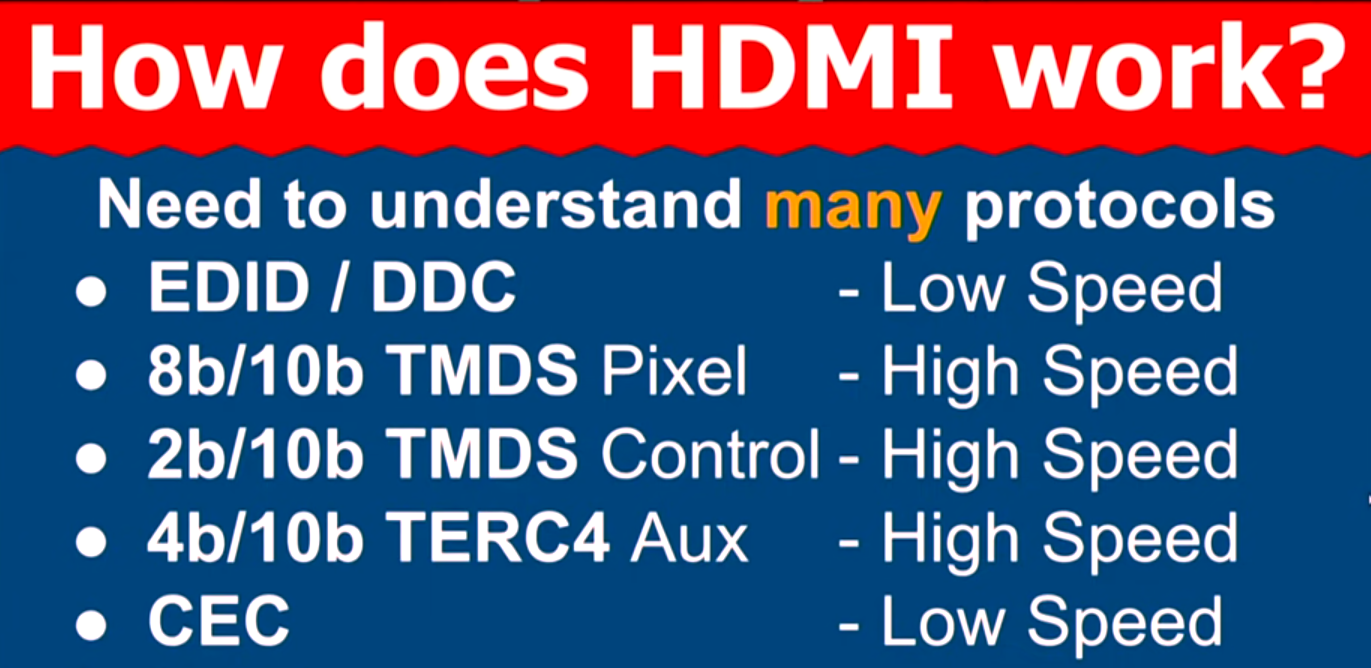 How does HDMI work?
Need to understand many protocols
● EDID / DDC - Low Speed
● 8b/10b TMDS Pixel - High Speed
● 2b/10b TMDS Control - High Speed
● 4b/10b TERC4 Aux - High Speed
● CEC - Low Speed